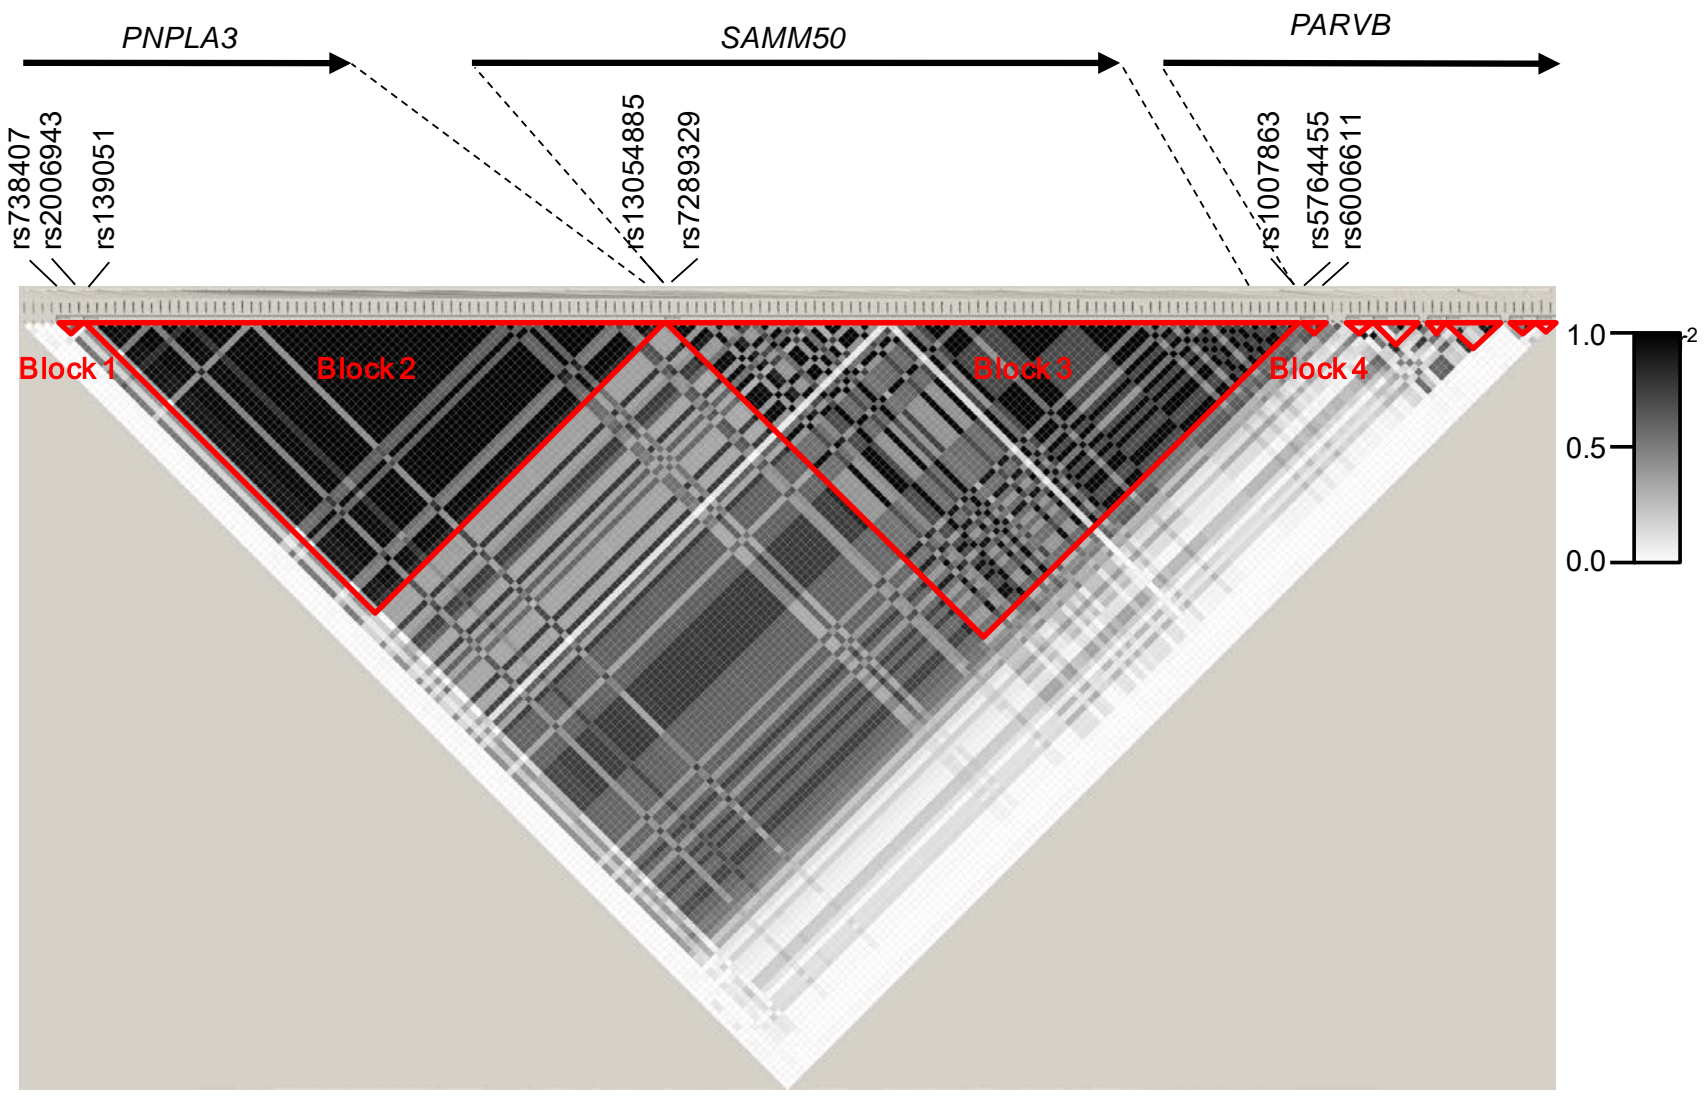 PNPLA3
SAMM50
PARVB
rs738407
rs2006943
rs139051
rs13054885
rs7289329
rs1007863
rs5764455
rs6006611
Block 1
Block 2
Block 3
Block 4
1.0
r2
0.5
0.0